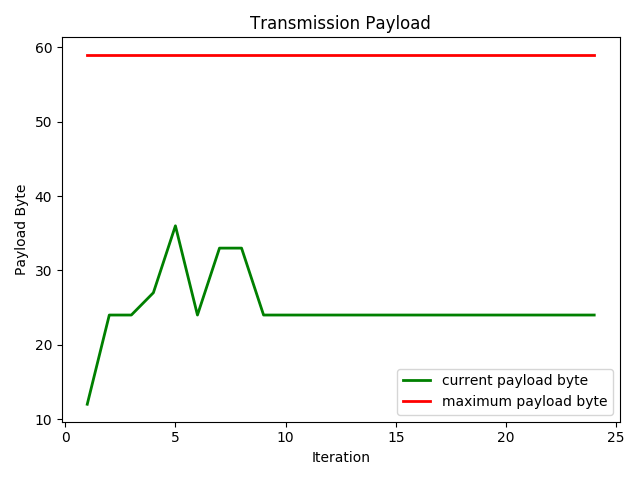 Transmission Payload
60
50
40
30
20
10
Payload Byte
0
5
10
15
20
25
Iteration
current payload byte
maximum payload byte